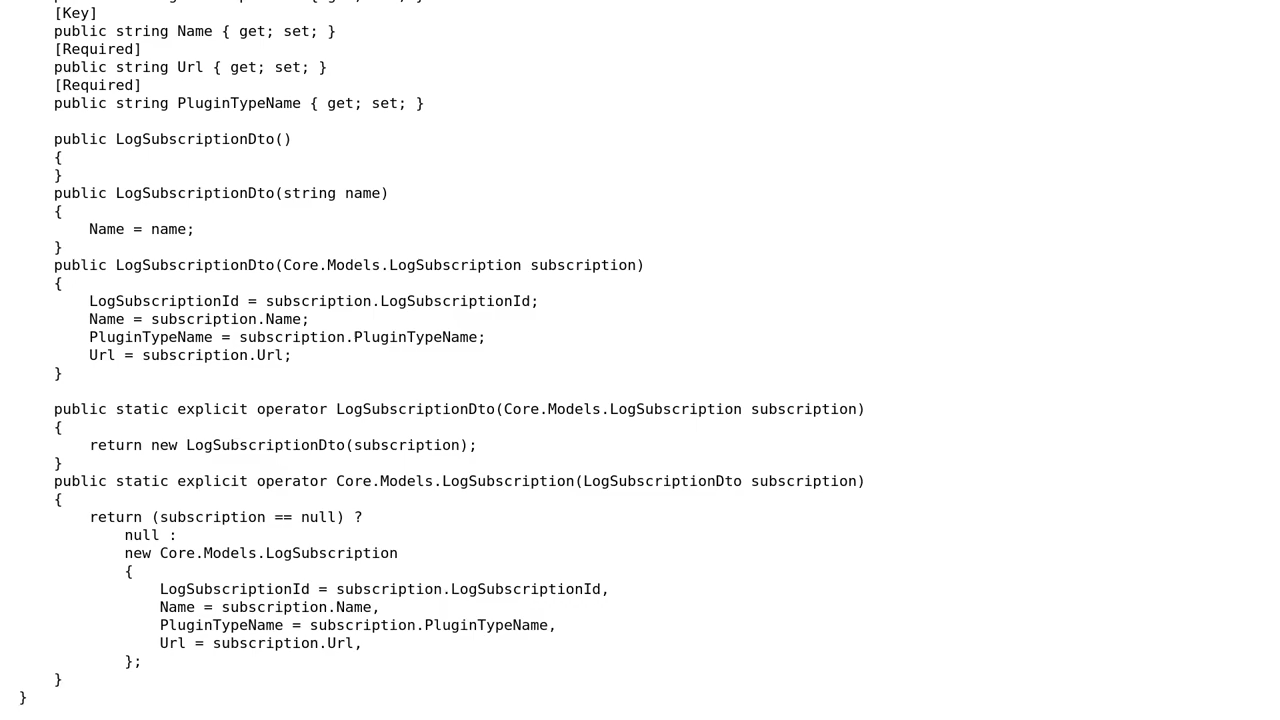 [Key]
public string Name { get; set; }
[Required]
public string Url { get; set; }
[Required]
public string PluginTypeName { get; set; }
public LogSubscriptionDto()
{
}
public LogSubscriptionDto(string name)
{
Name = name;
}
public LogSubscriptionDto(Core.Models.LogSubscription subscription)
{
LogSubscriptionId = subscription.LogSubscriptionId;
Name = subscription.Name;
PluginTypeName = subscription.PluginTypeName;
Url = subscription.Url;
}
public static explicit operator LogSubscriptionDto(Core.Models.LogSubscription subscription)
{
return new LogSubscriptionDto(subscription);
}
public static explicit operator Core.Models.LogSubscription(LogSubscriptionDto subscription)
{
return (subscription == null) ?
null :
new Core.Models.LogSubscription
{
LogSubscriptionId = subscription.LogSubscriptionId,
Name = subscription.Name,
PluginTypeName = subscription.PluginTypeName,
Url = subscription.Url,
};
}
}